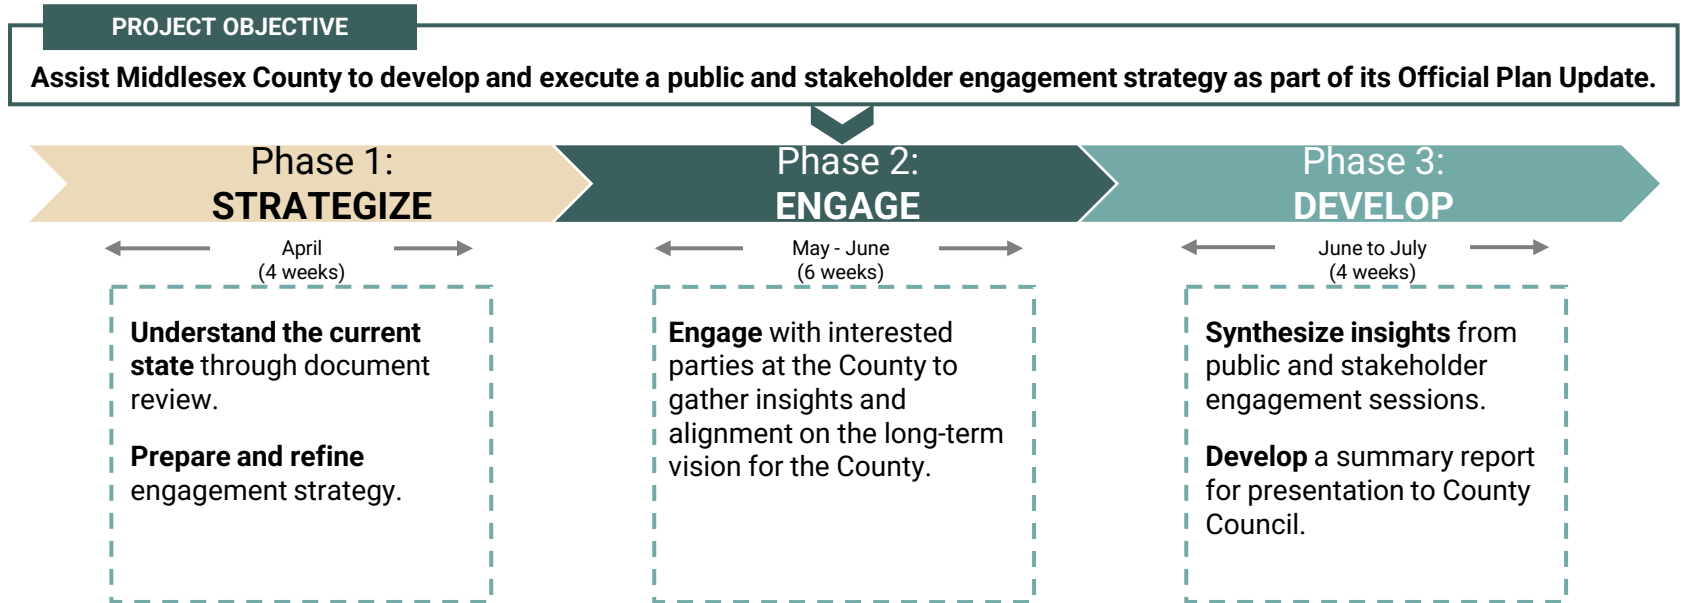 PROJECT OBJECTIVE
Assist Middlesex County to develop and execute a public and stakeholder engagement strategy as part of its Official Plan Update.
Phase 1:
STRATEGIZE
April
(4 weeks)
Understand the current
state through document
review.
Prepare and refine
engagement strategy.
Phase 2:
ENGAGE
May - June
(6 weeks)
Engage with interested
parties at the County to
gather insights and
alignment on the long-term
vision for the County.
Phase 3:
DEVELOP
June to July
(4 weeks)
Synthesize insights from
public and stakeholder
engagement sessions.
Develop a summary report
for presentation to County
Council.